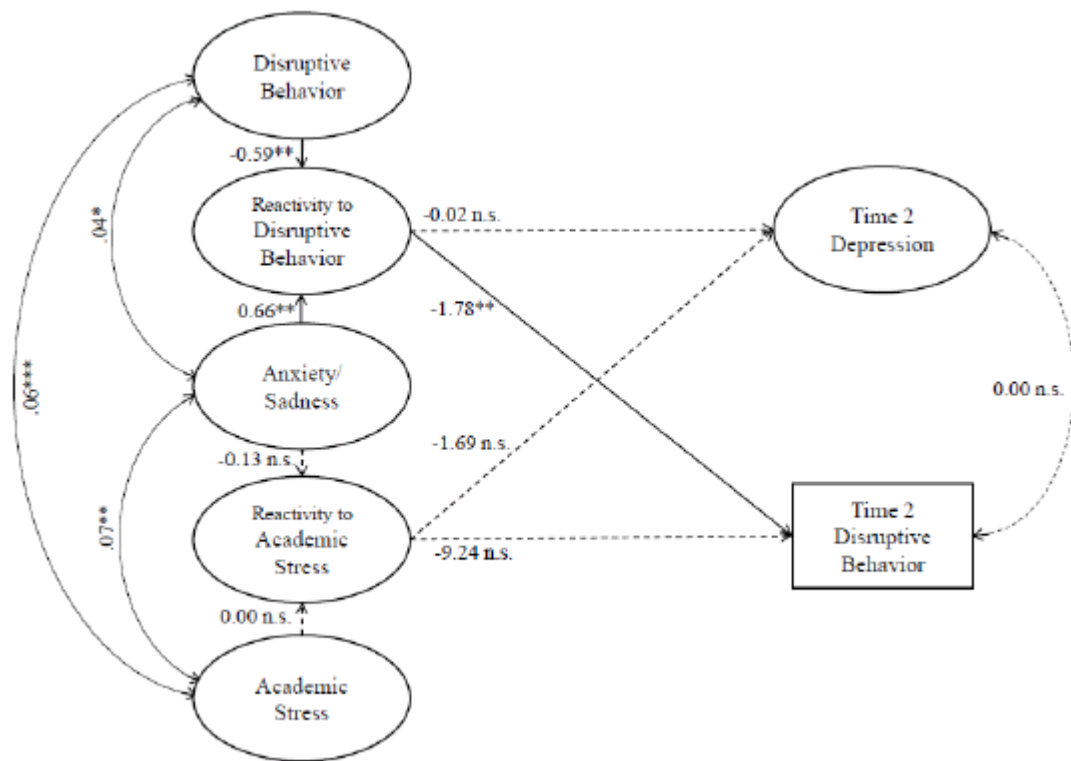 Disruptive
Behavior
-0.59**
Reactivity to
Disruptive
Behavior
-0.02 n.s.
Time 2
Depression
.04*
0.66**
-1.78**
Anxiety/
Sadness
.06***
0.00 n.s.
-0.13 n.s.
-1.69 n.s.
Reactivity to
Academic
Stress
.07**
-9.24 n.s.
Time 2
Disruptive
Behavior
0.00 n.s.
Academic
Stress